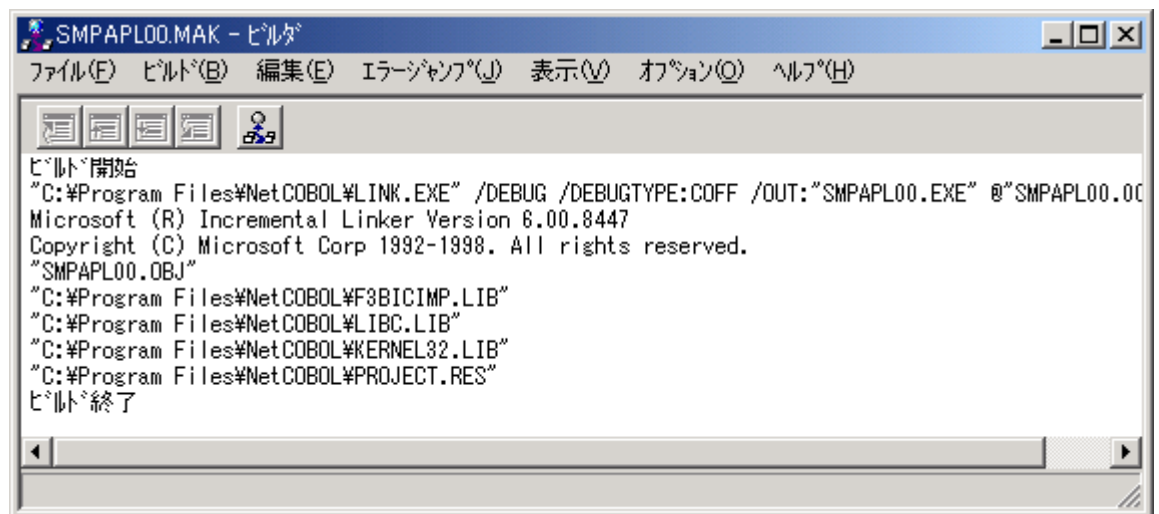 SMPAPL00.MAK - ﾋﾞﾙﾀﾞ
ﾌｧｲﾙ(F) ﾋﾞﾙﾄﾞ(B) 編集(E) ｴﾗｰｼﾞｬﾝﾌﾟ(J) 表示(V) ｵﾌﾟｼｮﾝ(O) ﾍﾙﾌﾟ(H)
ﾋﾞﾙﾄﾞ開始
"C:¥Program Files¥NetCOBOL¥LINK.EXE" /DEBUG /DEBUGTYPE:COFF /OUT:"SMPAPL00.EXE" @"SMPAPL00.00
Microsoft (R) Incremental Linker Version 6.00.8447
Copyright (C) Microsoft Corp 1992-1998. All rights reserved.
"SMPAPL00.OBJ"
"C:¥Program Files¥NetCOBOL¥F3BICIMP.LIB"
"C:¥Program Files¥NetCOBOL¥LIBC.LIB"
"C:¥Program Files¥NetCOBOL¥KERNEL32.LIB"
"C:¥Program Files¥NetCOBOL¥PROJECT.RES"
ﾋﾞﾙﾄﾞ終了